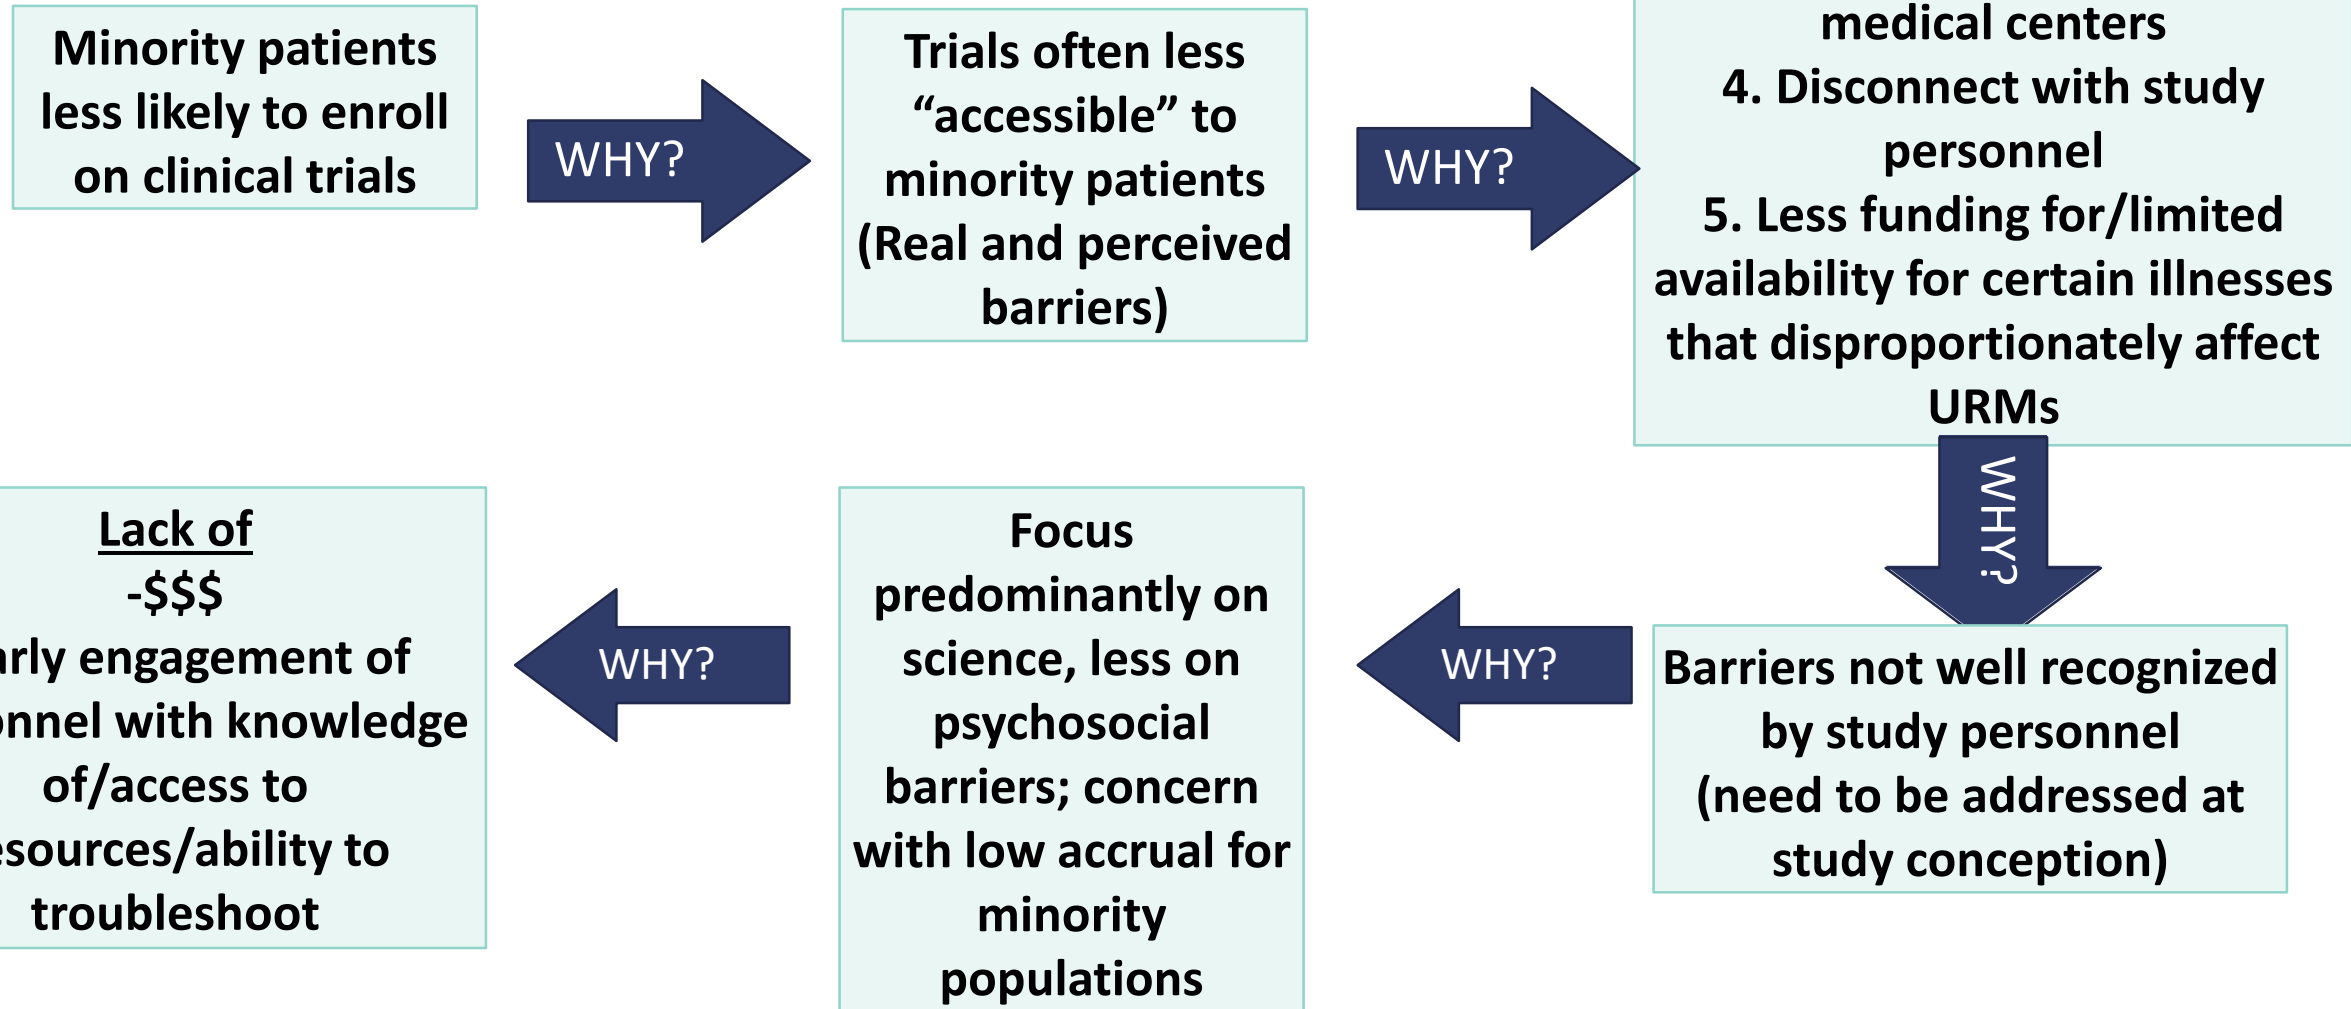 Minority patients
less likely to enroll
on clinical trials
WHY?
Trials often less
“accessible” to
minority patients
(Real and perceived
barriers)
WHY?
medical centers
4. Disconnect with study
personnel
5. Less funding for/limited
availability for certain illnesses
that disproportionately affect
URMs
WHY?
Barriers not well recognized
by study personnel
(need to be addressed at
study conception)
WHY?
Focus
predominantly on
science, less on
psychosocial
barriers; concern
with low accrual for
minority
populations
WHY?
Lack of
-$$$
engagement of
with knowledge
of/access to
to
troubleshoot